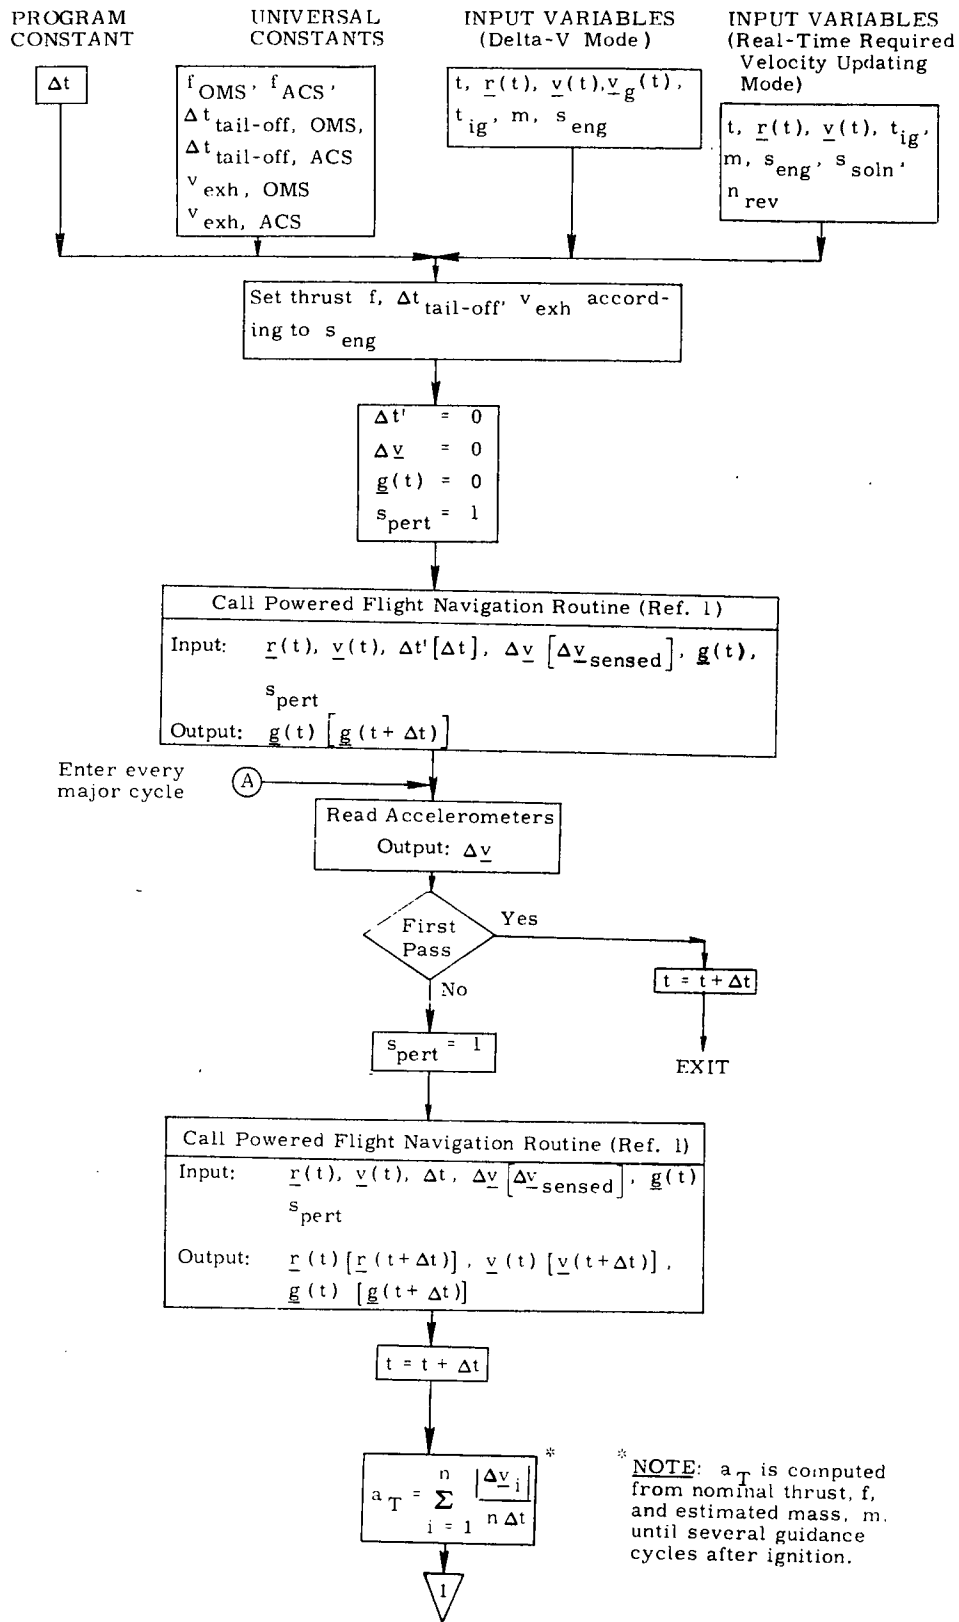 PROGRAM
CONSTANT
Δt
UNIVERSAL
CONSTANTS
f OMS, f ACS,
Δt tail-off, OMS,
Δt tail-off, ACS
v exh, OMS
v exh, ACS
INPUT VARIABLES
(Delta-V Mode)
t, r(t), v(t), v g(t),
t ig, m, s eng
INPUT VARIABLES
(Real-Time Required
Velocity Updating
Mode)
t, r(t), v(t), t ig,
m, s eng, s soln,
n rev
Set thrust f, Δt tail-off, v exh accord-
ing to s eng
Δt' = 0
Δv = 0
g(t) = 0
s pert = 1
Call Powered Flight Navigation Routine (Ref. 1)
Input: r(t), v(t), Δt'[Δt], Δv [Δv sensed], g(t),
s pert
Output: g(t) [g(t+Δt)]
Enter every
major cycle
A
Read Accelerometers
Output: Δv
First
Pass
Yes
No
t = t + Δt
EXIT
s pert = 1
Call Powered Flight Navigation Routine (Ref. 1)
Input: r(t), v(t), Δt, Δv [Δv sensed], g(t)
s pert
Output: r(t) [r(t+Δt)], v(t) [v(t+Δt)],
g(t) [g(t+Δt)]
t = t + Δt
a T = n Σ i = 1 |Δv i| / n Δt
*
* NOTE: a T is computed
from nominal thrust, f,
and estimated mass, m,
until several guidance
cycles after ignition.
1